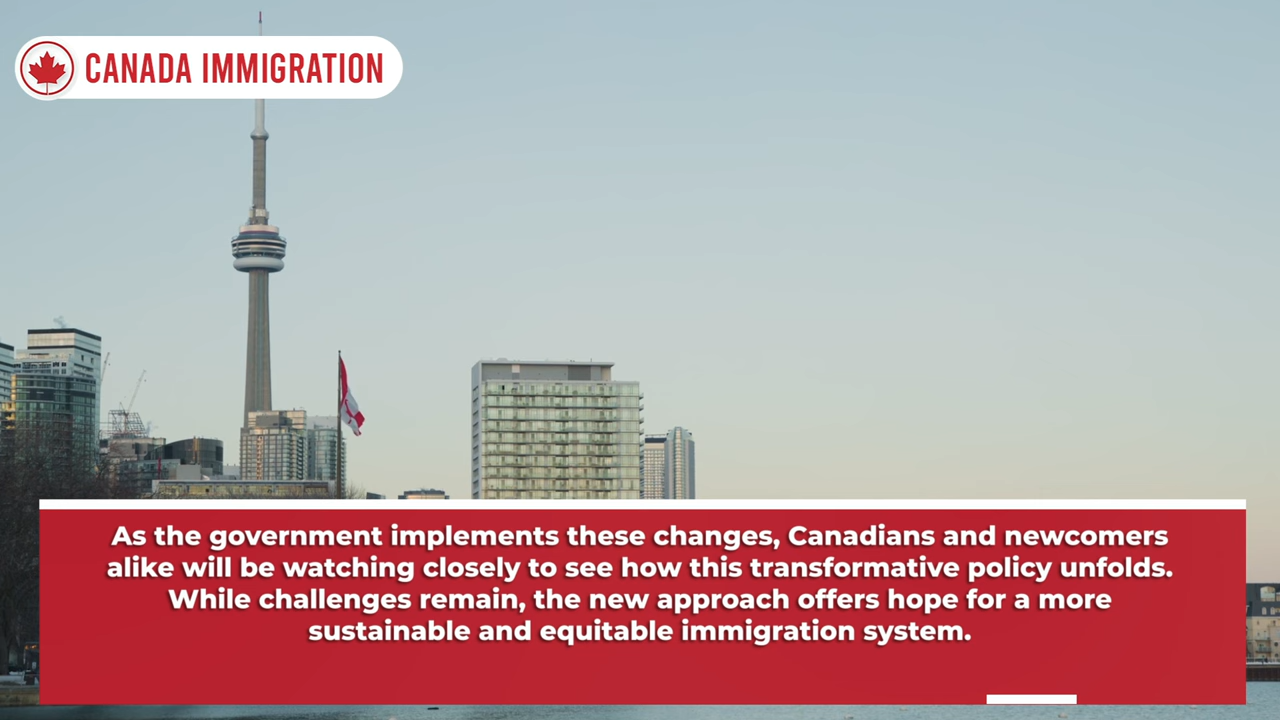 CANADA IMMIGRATION
As the government implements these changes, Canadians and newcomers
alike will be watching closely to see how this transformative policy unfolds.
While challenges remain, the new approach offers hope for a more
sustainable and equitable immigration system.